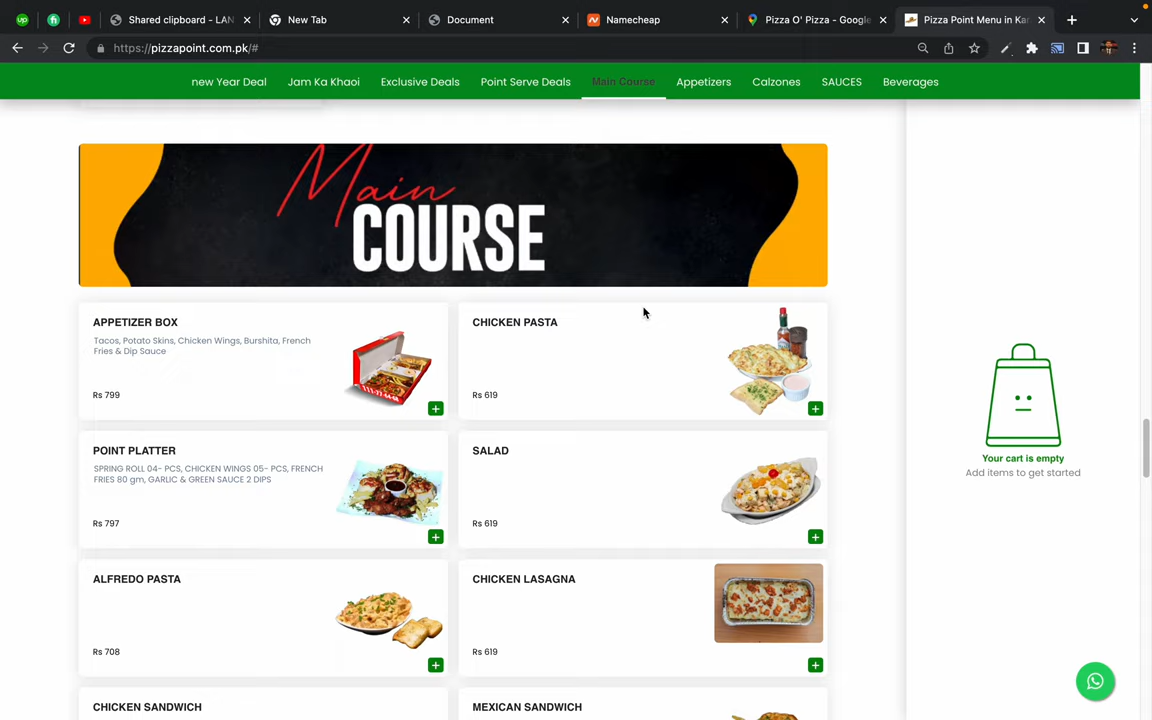 Shared clipboard - LAN
New Tab
Document
Namecheap
Pizza O' Pizza - Google
Pizza Point Menu in Kar
https://pizzapoint.com.pk/#
new Year Deal
Jam Ka Khaoi
Exclusive Deals
Point Serve Deals
Main Course
Appetizers
Calzones
SAUCES
Beverages
Main
COURSE
APPETIZER BOX
Tacos, Potato Skins, Chicken Wings, Burshita, French
Fries & Dip Sauce
Rs 799
CHICKEN PASTA
Rs 619
POINT PLATTER
SPRING ROLL 04- PCS, CHICKEN WINGS 05- PCS, FRENCH
FRIES 80 gm, GARLIC & GREEN SAUCE 2 DIPS
Rs 797
SALAD
Rs 619
ALFREDO PASTA
Rs 708
CHICKEN LASAGNA
Rs 619
CHICKEN SANDWICH
MEXICAN SANDWICH
Your cart is empty
Add items to get started